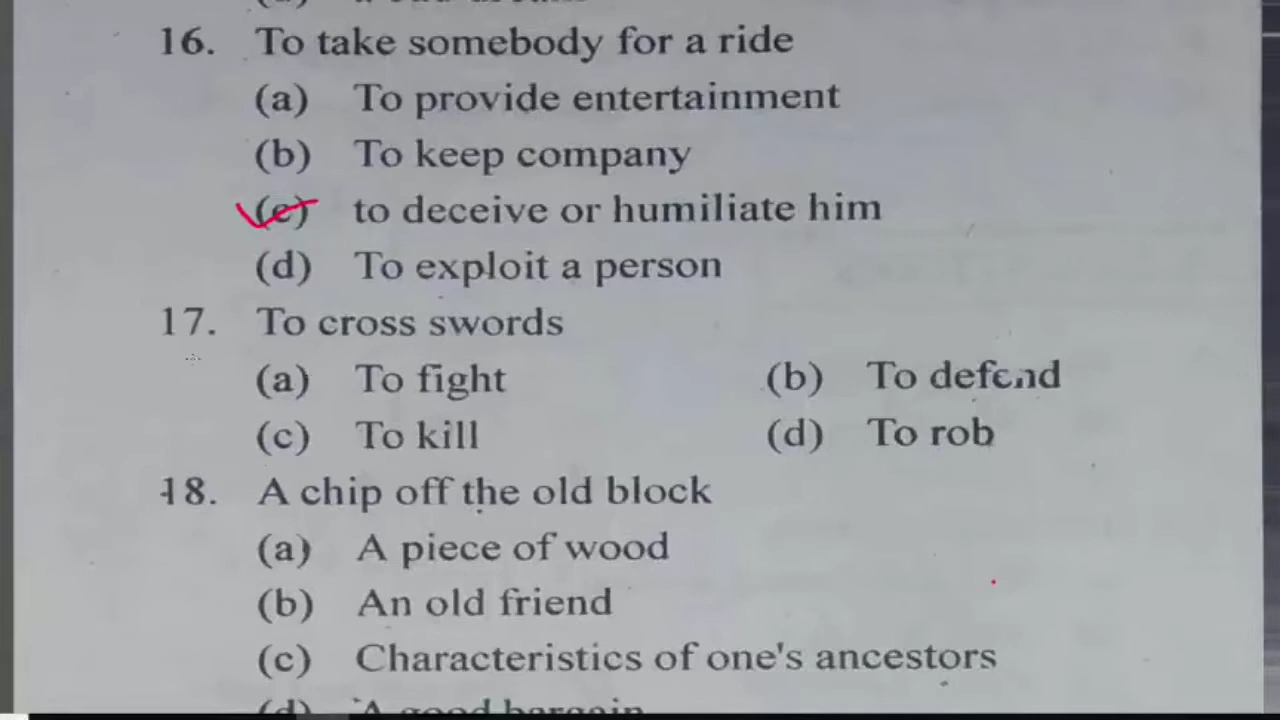 16. To take somebody for a ride
(a) To provide entertainment
(b) To keep company
(c) to deceive or humiliate him
(d) To exploit a person
17. To cross swords
(a) To fight (b) To defend
(c) To kill (d) To rob
18. A chip off the old block
(a) A piece of wood
(b) An old friend
(c) Characteristics of one's ancestors
(d) A good bargain